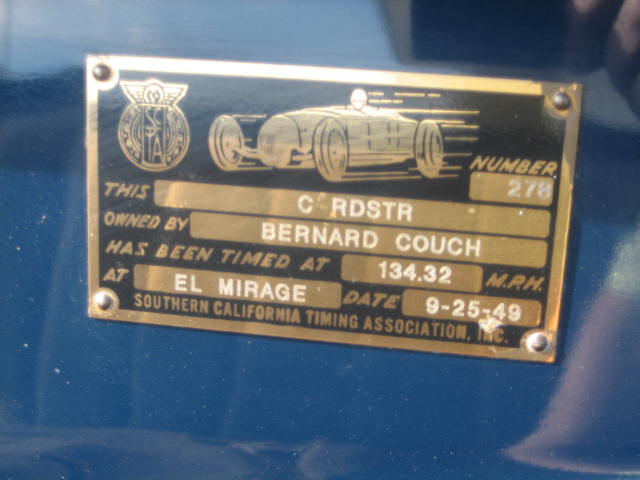 SCTA
NUMBER
278
THIS C RDSTR
OWNED BY BERNARD COUCH
HAS BEEN TIMED AT 134.32 M.P.H.
AT EL MIRAGE DATE 9-25-49
SOUTHERN CALIFORNIA TIMING ASSOCIATION, INC.